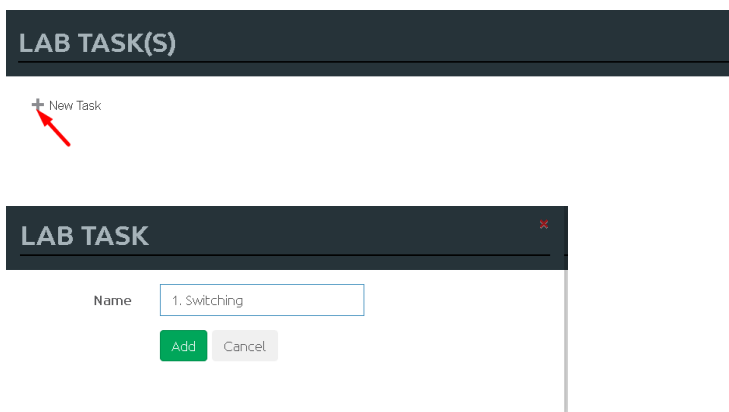 LAB TASK(S)
New Task
LAB TASK
Name 1. Switching
Add Cancel